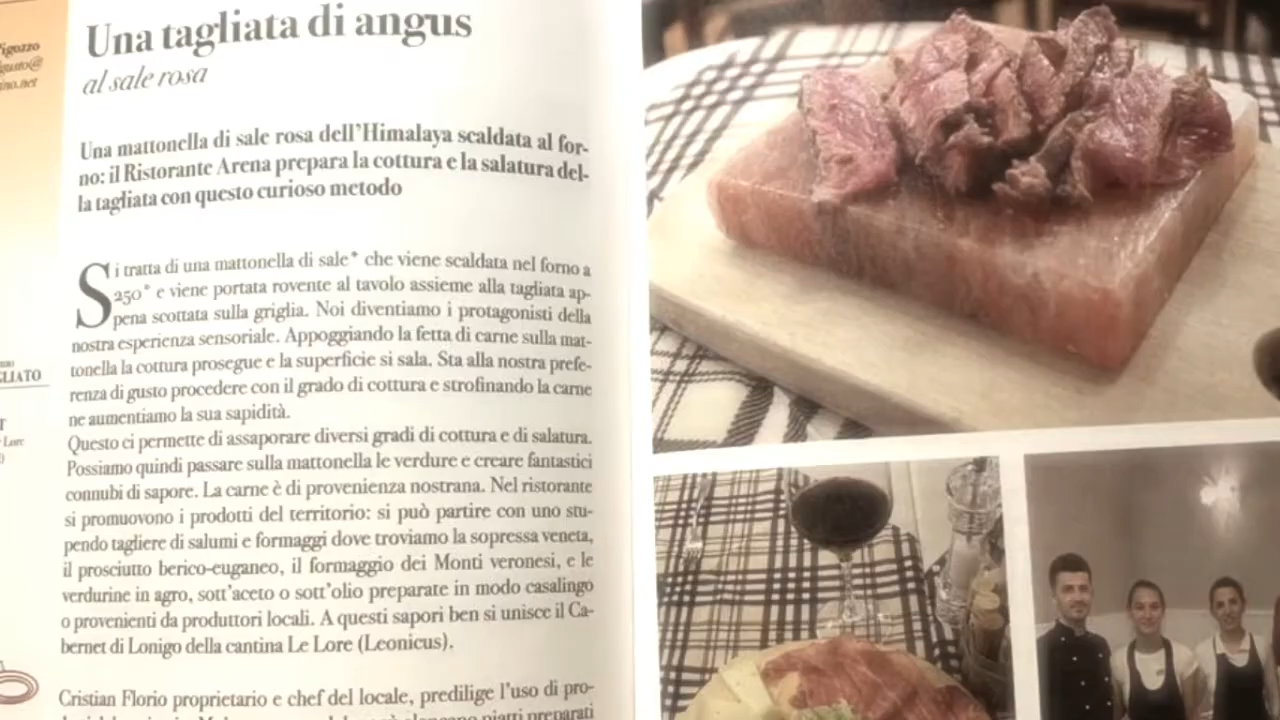 igozzo
gusto@
ino.net
GLIATO
Lore
Una tagliata di angus
al sale rosa
Una mattonella di sale rosa dell'Himalaya scaldata al for-
no: il Ristorante Arena prepara la cottura e la salatura del-
la tagliata con questo curioso metodo
Si tratta di una mattonella di sale* che viene scaldata nel forno a
250° e viene portata rovente al tavolo assieme alla tagliata ap-
pena scottata sulla griglia. Noi diventiamo i protagonisti della
nostra esperienza sensoriale. Appoggiando la fetta di carne sulla mat-
tonella la cottura prosegue e la superficie si sala. Sta alla nostra prefe-
renza di gusto procedere con il grado di cottura e strofinando la carne
ne aumentiamo la sua sapidità.
Questo ci permette di assaporare diversi gradi di cottura e di salatura.
Possiamo quindi passare sulla mattonella le verdure e creare fantastici
connubi di sapore. La carne è di provenienza nostrana. Nel ristorante
si promuovono i prodotti del territorio: si può partire con uno stu-
pendo tagliere di salumi e formaggi dove troviamo la sopressa veneta,
il prosciutto berico-euganeo, il formaggio dei Monti veronesi, e le
verdurine in agro, sott'aceto o sott'olio preparate in modo casalingo
o provenienti da produttori locali. A questi sapori ben si unisce il Ca-
bernet di Lonigo della cantina Le Lore (Leonicus).
Cristian Florio proprietario e chef del locale, predilige l'uso di pro-
piatti preparati